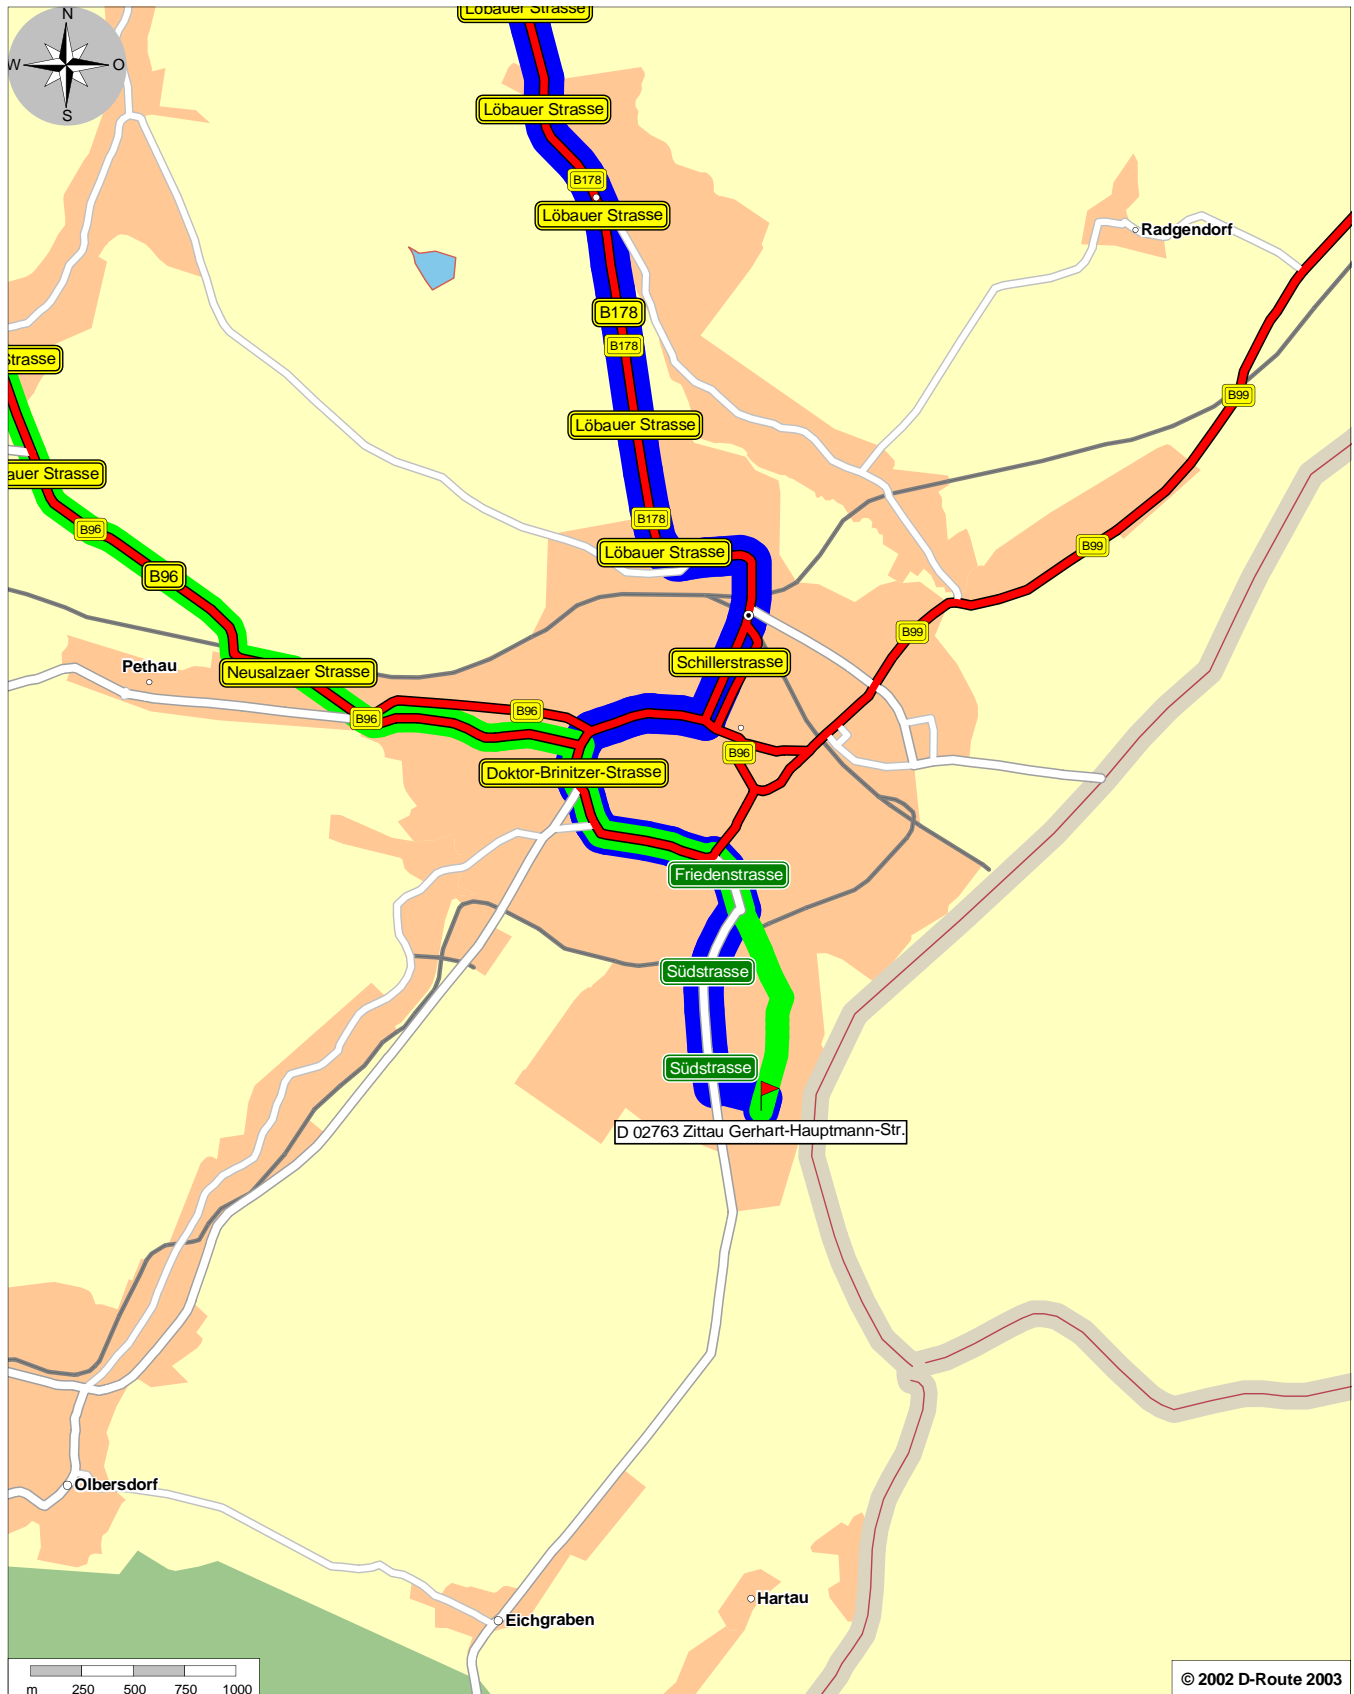 Löbauer Strasse
N
W
O
S
Löbauer Strasse
B178
Löbauer Strasse
Radgendorf
B178
B178
Strasse
B99
Löbauer Strasse
auer Strasse
B178
B96
B99
Löbauer Strasse
B96
B99
Pethau
Schillerstrasse
Neusalzaer Strasse
B96
B96
B96
Doktor-Brinitzer-Strasse
Friedenstrasse
Südstrasse
Südstrasse
D 02763 Zittau Gerhart-Hauptmann-Str.
Olbersdorf
Hartau
Eichgraben
m 250 500 750 1000
© 2002 D-Route 2003